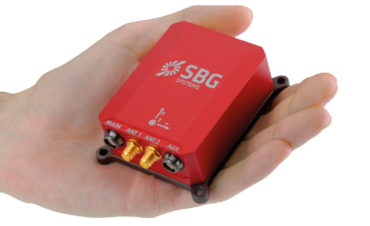 SBG
SYSTEMS
MAIN ANT 1 ANT 2 AUX